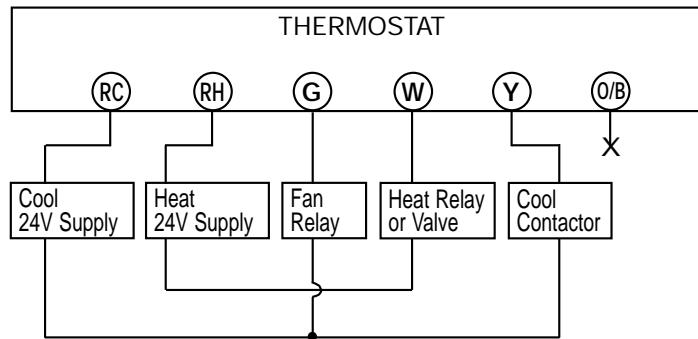 THERMOSTAT
RC RH G W Y O/B
X
Cool
24V Supply
Heat
24V Supply
Fan
Relay
Heat Relay
or Valve
Cool
Contactor